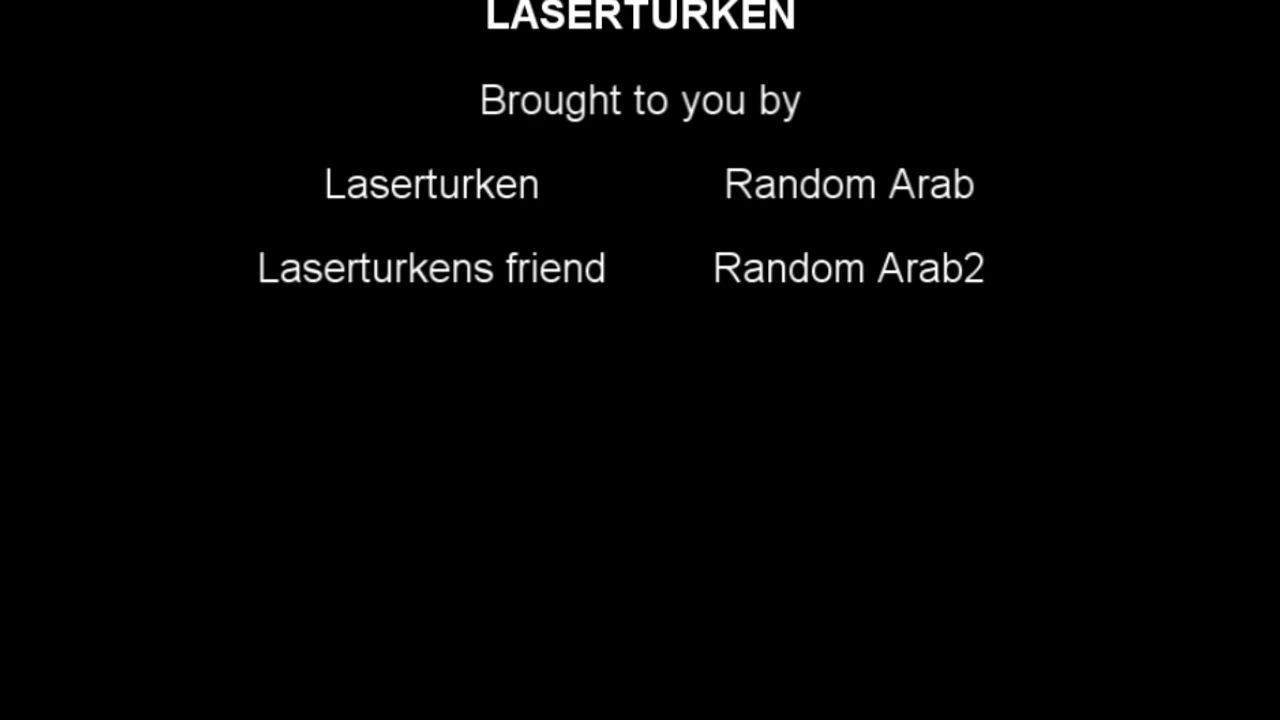 LASERTURKEN
Brought to you by
Laserturken Random Arab
Laserturkens friend Random Arab2